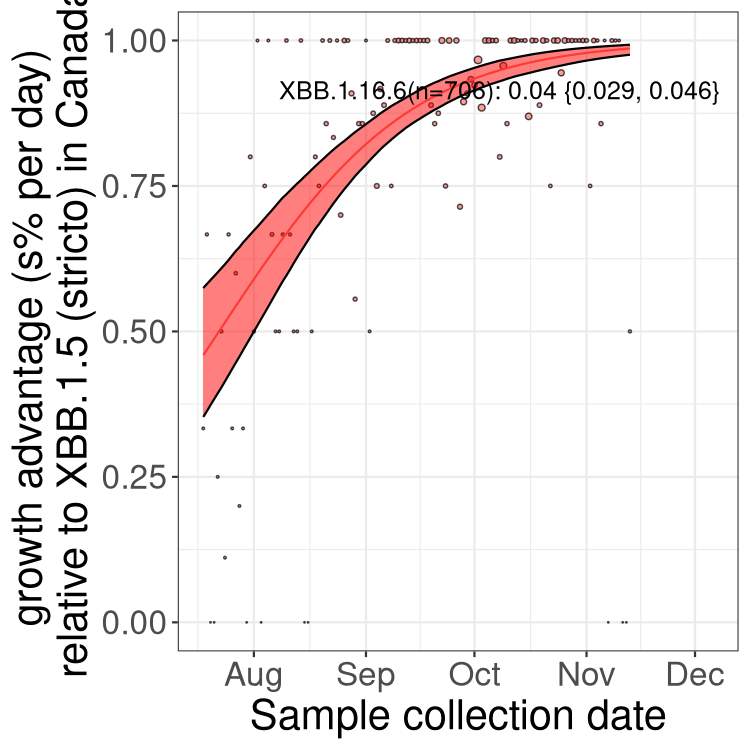 growth advantage (s% per day)
relative to XBB.1.5 (stricto) in Canada
1.00
0.75
0.50
0.25
0.00
XBB.1.16.6(n=706): 0.04 {0.029, 0.046}
Aug Sep Oct Nov Dec
Sample collection date